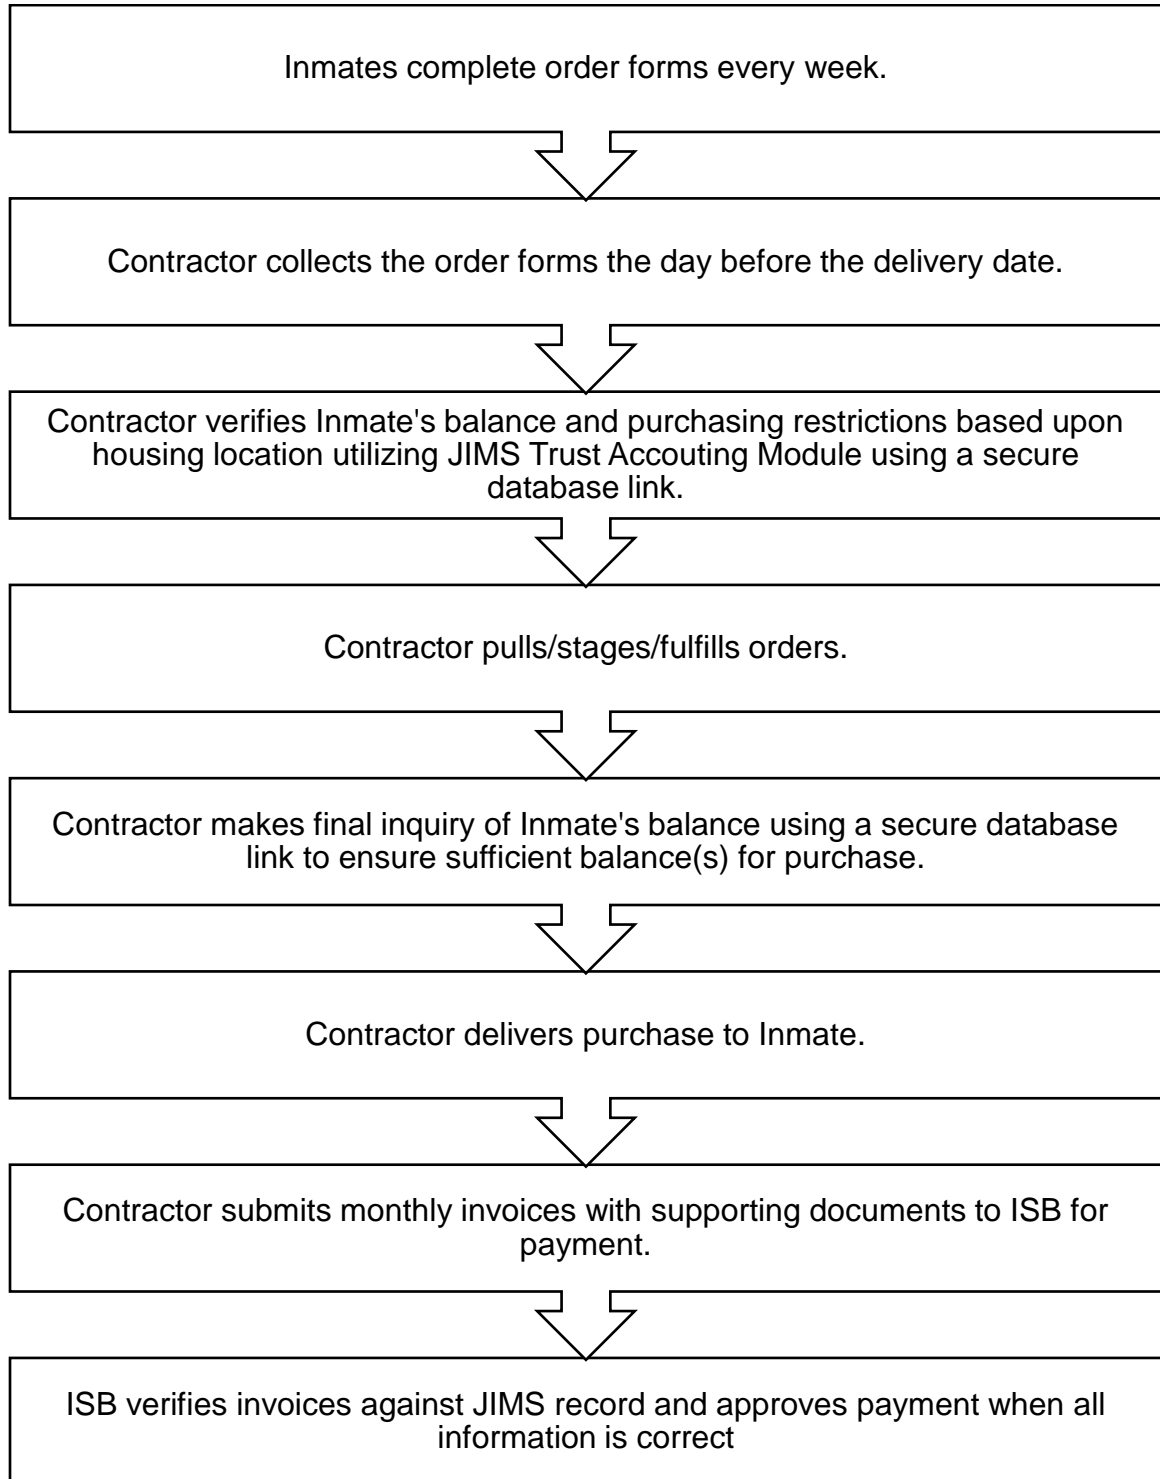 Inmates complete order forms every week.
Contractor collects the order forms the day before the delivery date.
Contractor verifies Inmate's balance and purchasing restrictions based upon
housing location utilizing JIMS Trust Accouting Module using a secure
database link.
Contractor pulls/stages/fulfills orders.
Contractor makes final inquiry of Inmate's balance using a secure database
link to ensure sufficient balance(s) for purchase.
Contractor delivers purchase to Inmate.
Contractor submits monthly invoices with supporting documents to ISB for
payment.
ISB verifies invoices against JIMS record and approves payment when all
information is correct